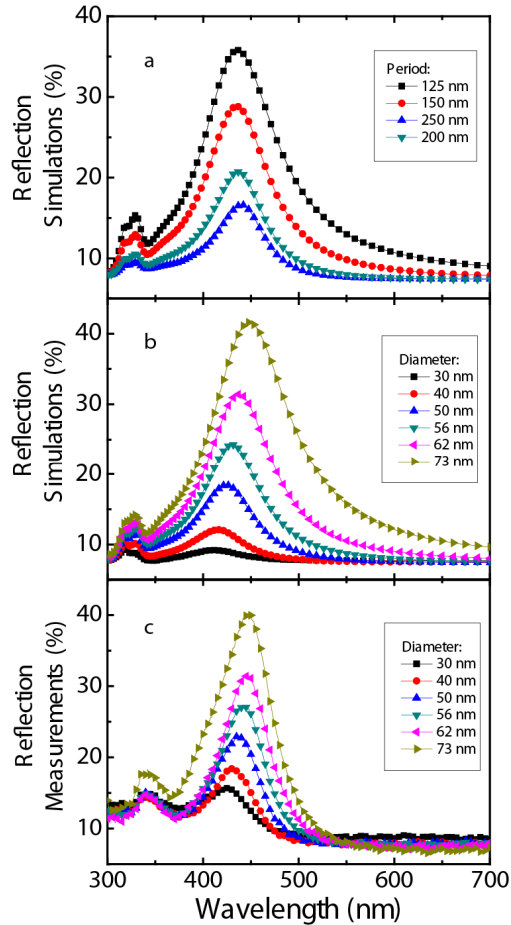 a
Reflection
Simulations (%)
40
30
20
10
Period:
125 nm
150 nm
250 nm
200 nm
b
Reflection
Simulations (%)
40
30
20
10
Diameter:
30 nm
40 nm
50 nm
56 nm
62 nm
73 nm
c
Reflection
Measurements (%)
40
30
20
10
Diameter:
30 nm
40 nm
50 nm
56 nm
62 nm
73 nm
300 400 500 600 700
Wavelength (nm)